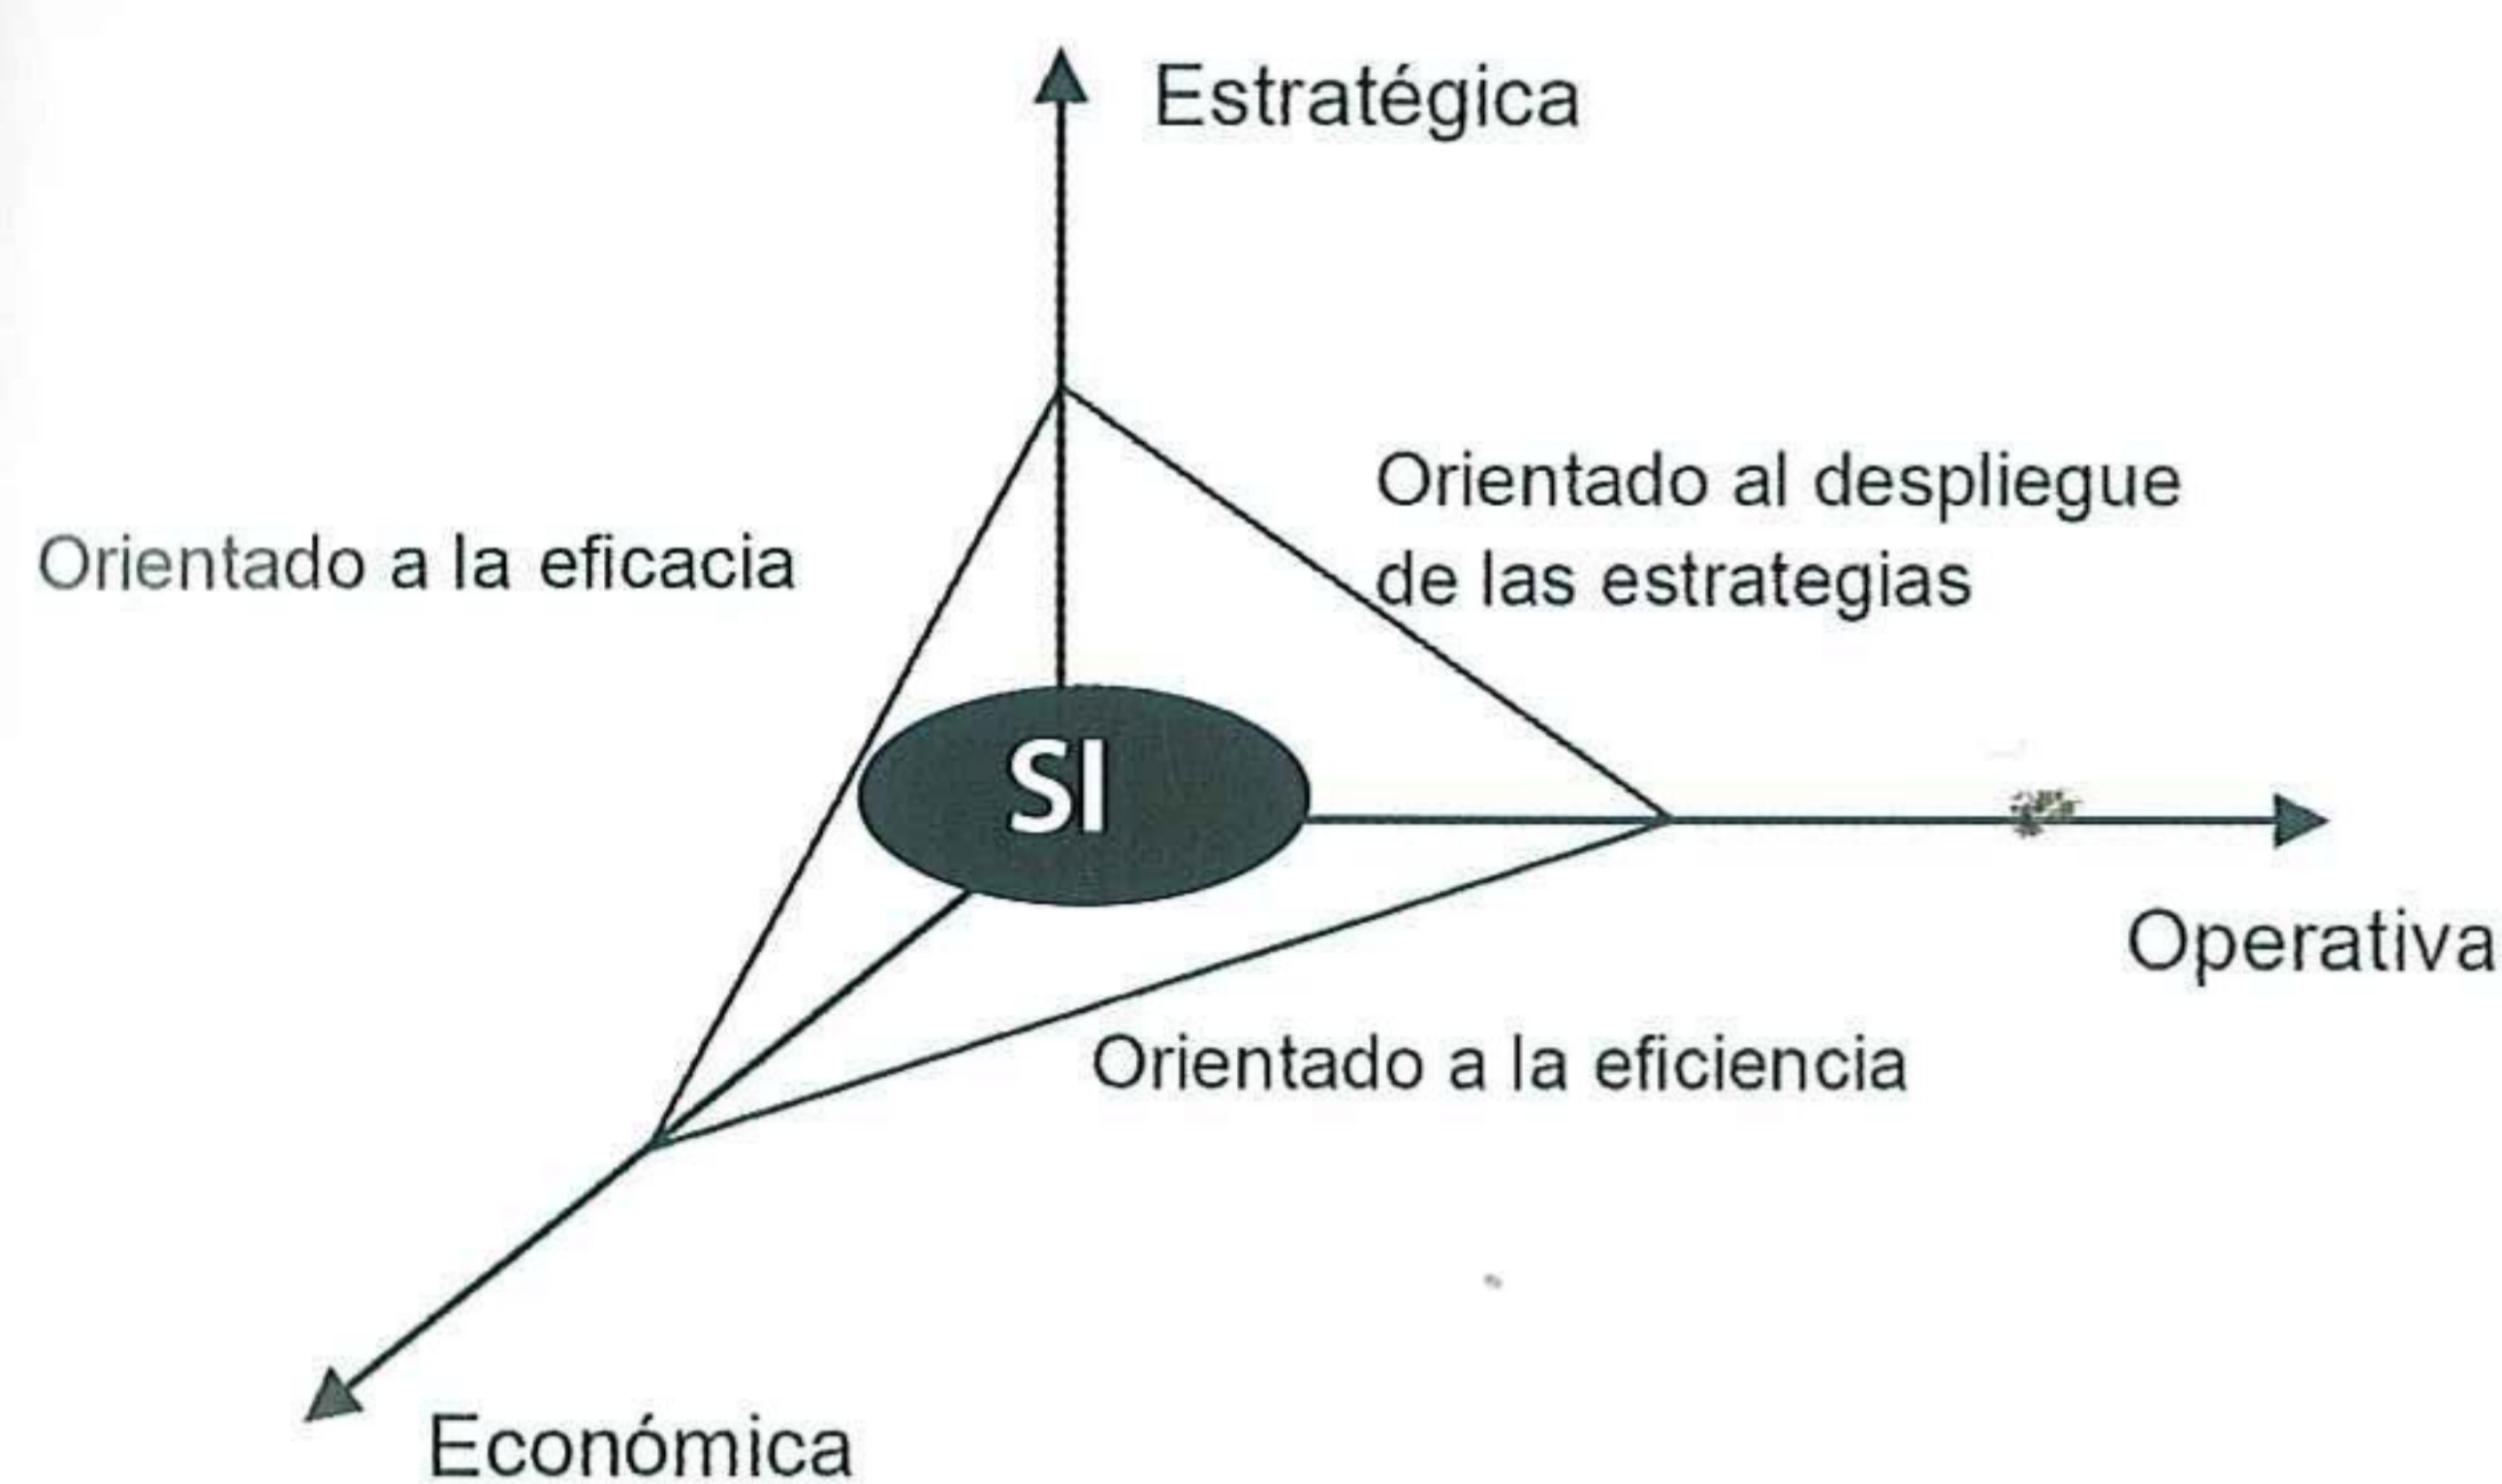 Estratégica
Orientado al despliegue
de las estrategias
Orientado a la eficacia
SI
Operativa
Orientado a la eficiencia
Económica